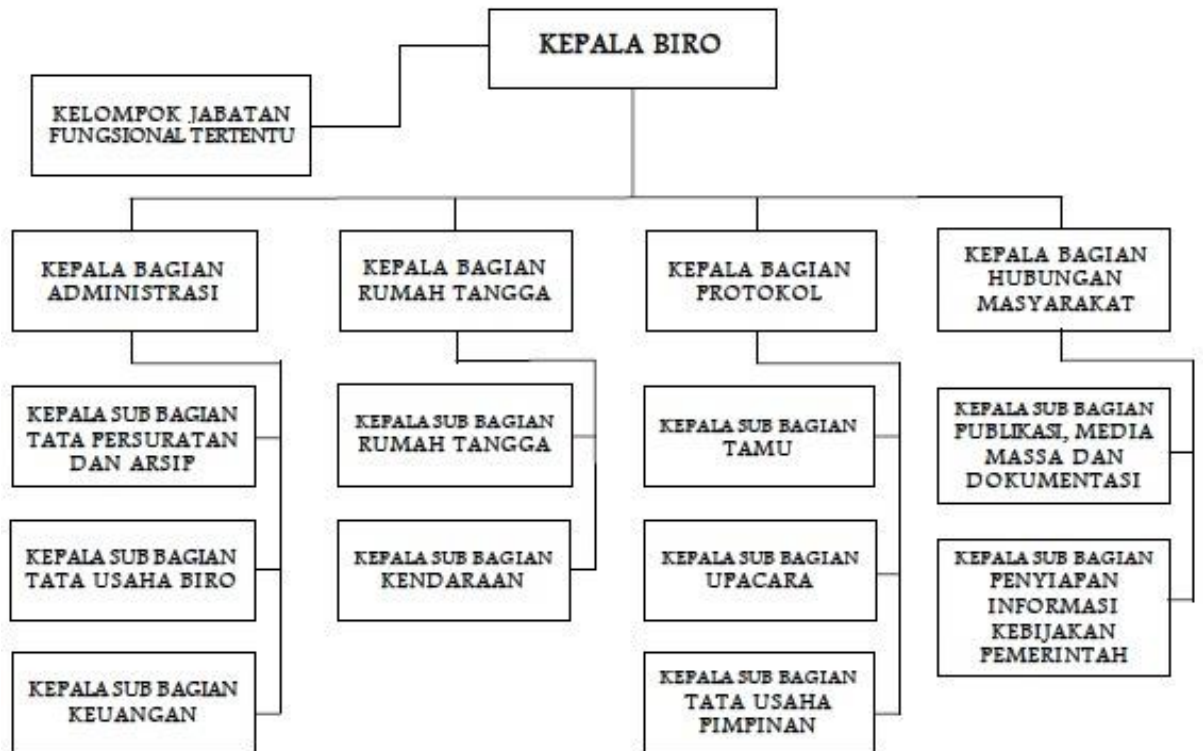 KEPALA BIRO
KELOMPOK JABATAN
FUNGSIONAL TERTENTU
KEPALA BAGIAN
ADMINISTRASI
KEPALA BAGIAN
RUMAH TANGGA
KEPALA BAGIAN
PROTOKOL
KEPALA BAGIAN
HUBUNGAN
MASYARAKAT
KEPALA SUB BAGIAN
TATA PERSURATAN
DAN ARSIP
KEPALA SUB BAGIAN
RUMAH TANGGA
KEPALA SUB BAGIAN
TAMU
KEPALA SUB BAGIAN
PUBLIKASI, MEDIA
MASSA DAN
DOKUMENTASI
KEPALA SUB BAGIAN
TATA USAHA BIRO
KEPALA SUB BAGIAN
KENDARAAN
KEPALA SUB BAGIAN
UPACARA
KEPALA SUB BAGIAN
PENYIAPAN
INFORMASI
KEBIJAKAN
PEMERINTAH
KEPALA SUB BAGIAN
KEUANGAN
KEPALA SUB BAGIAN
TATA USAHA
PIMPINAN